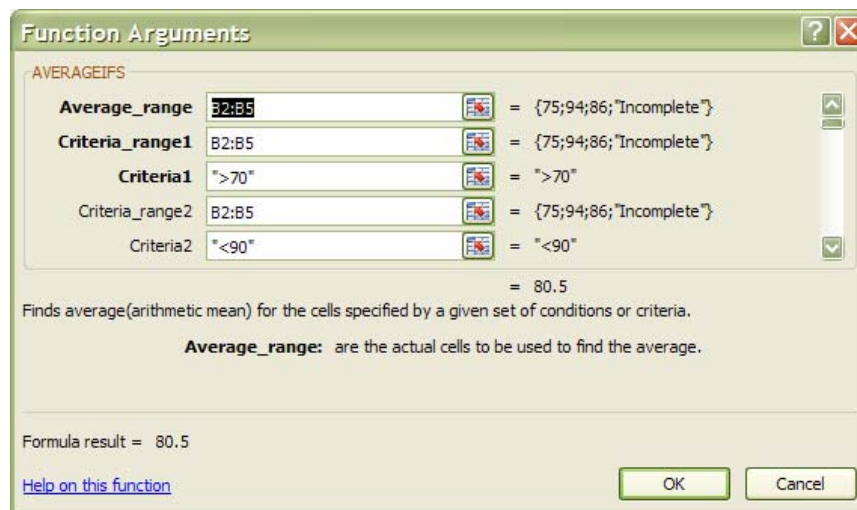 Function Arguments
AVERAGEIFS
Average_range B2:B5 = {75;94;86;"Incomplete"}
Criteria_range1 B2:B5 = {75;94;86;"Incomplete"}
Criteria1 ">70" = ">70"
Criteria_range2 B2:B5 = {75;94;86;"Incomplete"}
Criteria2 "<90" = "<90"
= 80.5
Finds average(arithmetic mean) for the cells specified by a given set of conditions or criteria.
Average_range: are the actual cells to be used to find the average.
Formula result = 80.5
Help on this function OK Cancel